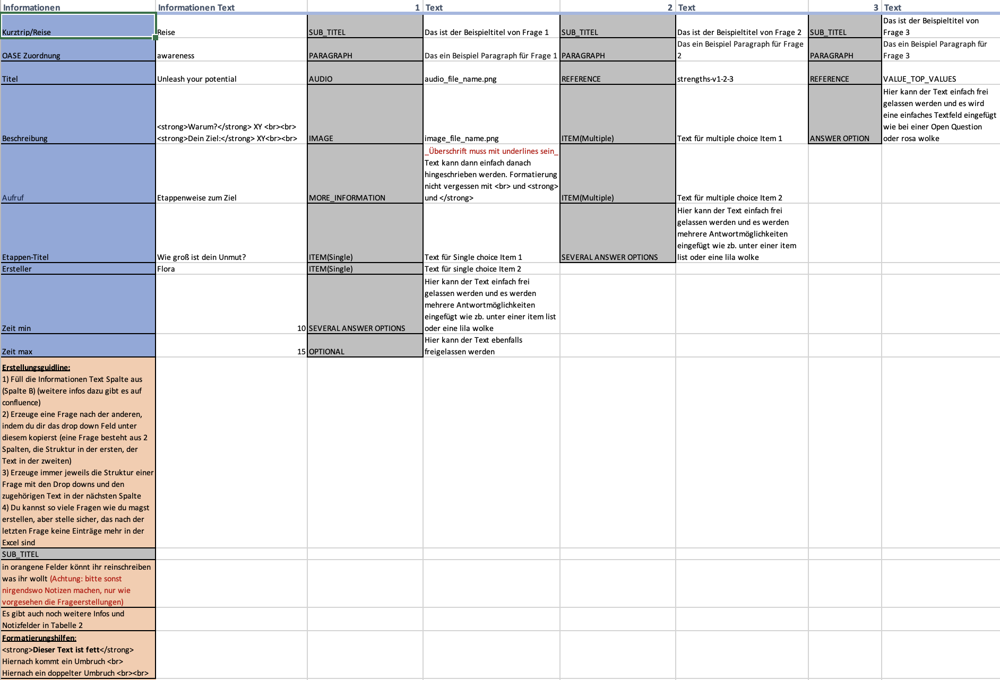 Informationen	Informationen Text	1	Text	2	Text	3	Text
Kurztrip/Reise	Reise	SUB_TITEL	Das ist der Beispieltitel von Frage 1	SUB_TITEL	Das ist der Beispieltitel von Frage 2	SUB_TITEL	Das ist der Beispieltitel von
Frage 3
OASE Zuordnung	awareness	PARAGRAPH	Das ein Beispiel Paragraph für Frage 1	PARAGRAPH	Das ein Beispiel Paragraph für Frage
2	PARAGRAPH	Das ein Beispiel Paragraph für
Frage 3
Titel	Unleash your potential	AUDIO	audio_file_name.png	REFERENCE	strengths-v1-2-3	REFERENCE	VALUE_TOP_VALUES
Beschreibung	<strong>Warum?</strong> XY <br><br>
<strong>Dein Ziel:</strong> XY<br><br>	IMAGE	image_file_name.png	ITEM(Multiple)	Text für multiple choice Item 1	ANSWER OPTION	Hier kann der Text einfach frei
gelassen werden und es wird
eine einfaches Textfeld eingefügt
wie bei einer Open Question
oder rosa wolke
Aufruf	Etappenweise zum Ziel	MORE_INFORMATION	_Überschrift muss mit underlines sein_
Text kann dann einfach danach
hingeschrieben werden. Formatierung
nicht vergessen mit <br> und <strong>
und </strong>	ITEM(Multiple)	Text für multiple choice Item 2
Etappen-Titel	Wie groß ist dein Unmut?	ITEM(Single)	Text für Single choice Item 1	SEVERAL ANSWER OPTIONS	Hier kann der Text einfach frei
gelassen werden und es werden
mehrere Antwortmöglichkeiten
eingefügt wie zb. unter einer item
list oder eine lila wolke
Ersteller	Flora	ITEM(Single)	Text für single choice Item 2
Zeit min	10	SEVERAL ANSWER OPTIONS	Hier kann der Text einfach frei
gelassen werden und es werden
mehrere Antwortmöglichkeiten
eingefügt wie zb. unter einer item list
oder eine lila wolke
Zeit max	15	OPTIONAL	Hier kann der Text ebenfalls
freigelassen werden
Erstellungsguidline:
1) Füll die Informationen Text Spalte aus
(Spalte B) (weitere infos dazu gibt es auf
confluence)
2) Erzeuge eine Frage nach der anderen,
indem du dir das drop down Feld unter
diesem kopierst (eine Frage besteht aus 2
Spalten, die Struktur in der ersten, der
Text in der zweiten)
3) Erzeuge immer jeweils die Struktur einer
Frage mit den Drop downs und den
zugehörigen Text in der nächsten Spalte
4) Du kannst so viele Fragen wie du magst
erstellen, aber stelle sicher, das nach der
letzten Frage keine Einträge mehr in der
Excel sind
SUB_TITEL
in orangene Felder könnt ihr reinschreiben
was ihr wollt (Achtung: bitte sonst
nirgendswo Notizen machen, nur wie
vorgesehen die Frageerstellungen)
Es gibt auch noch weitere Infos und
Notizfelder in Tabelle 2
Formatierungshilfen:
<strong>Dieser Text ist fett</strong>
Hiernach kommt ein Umbruch <br>
Hiernach ein doppelter Umbruch <br><br>